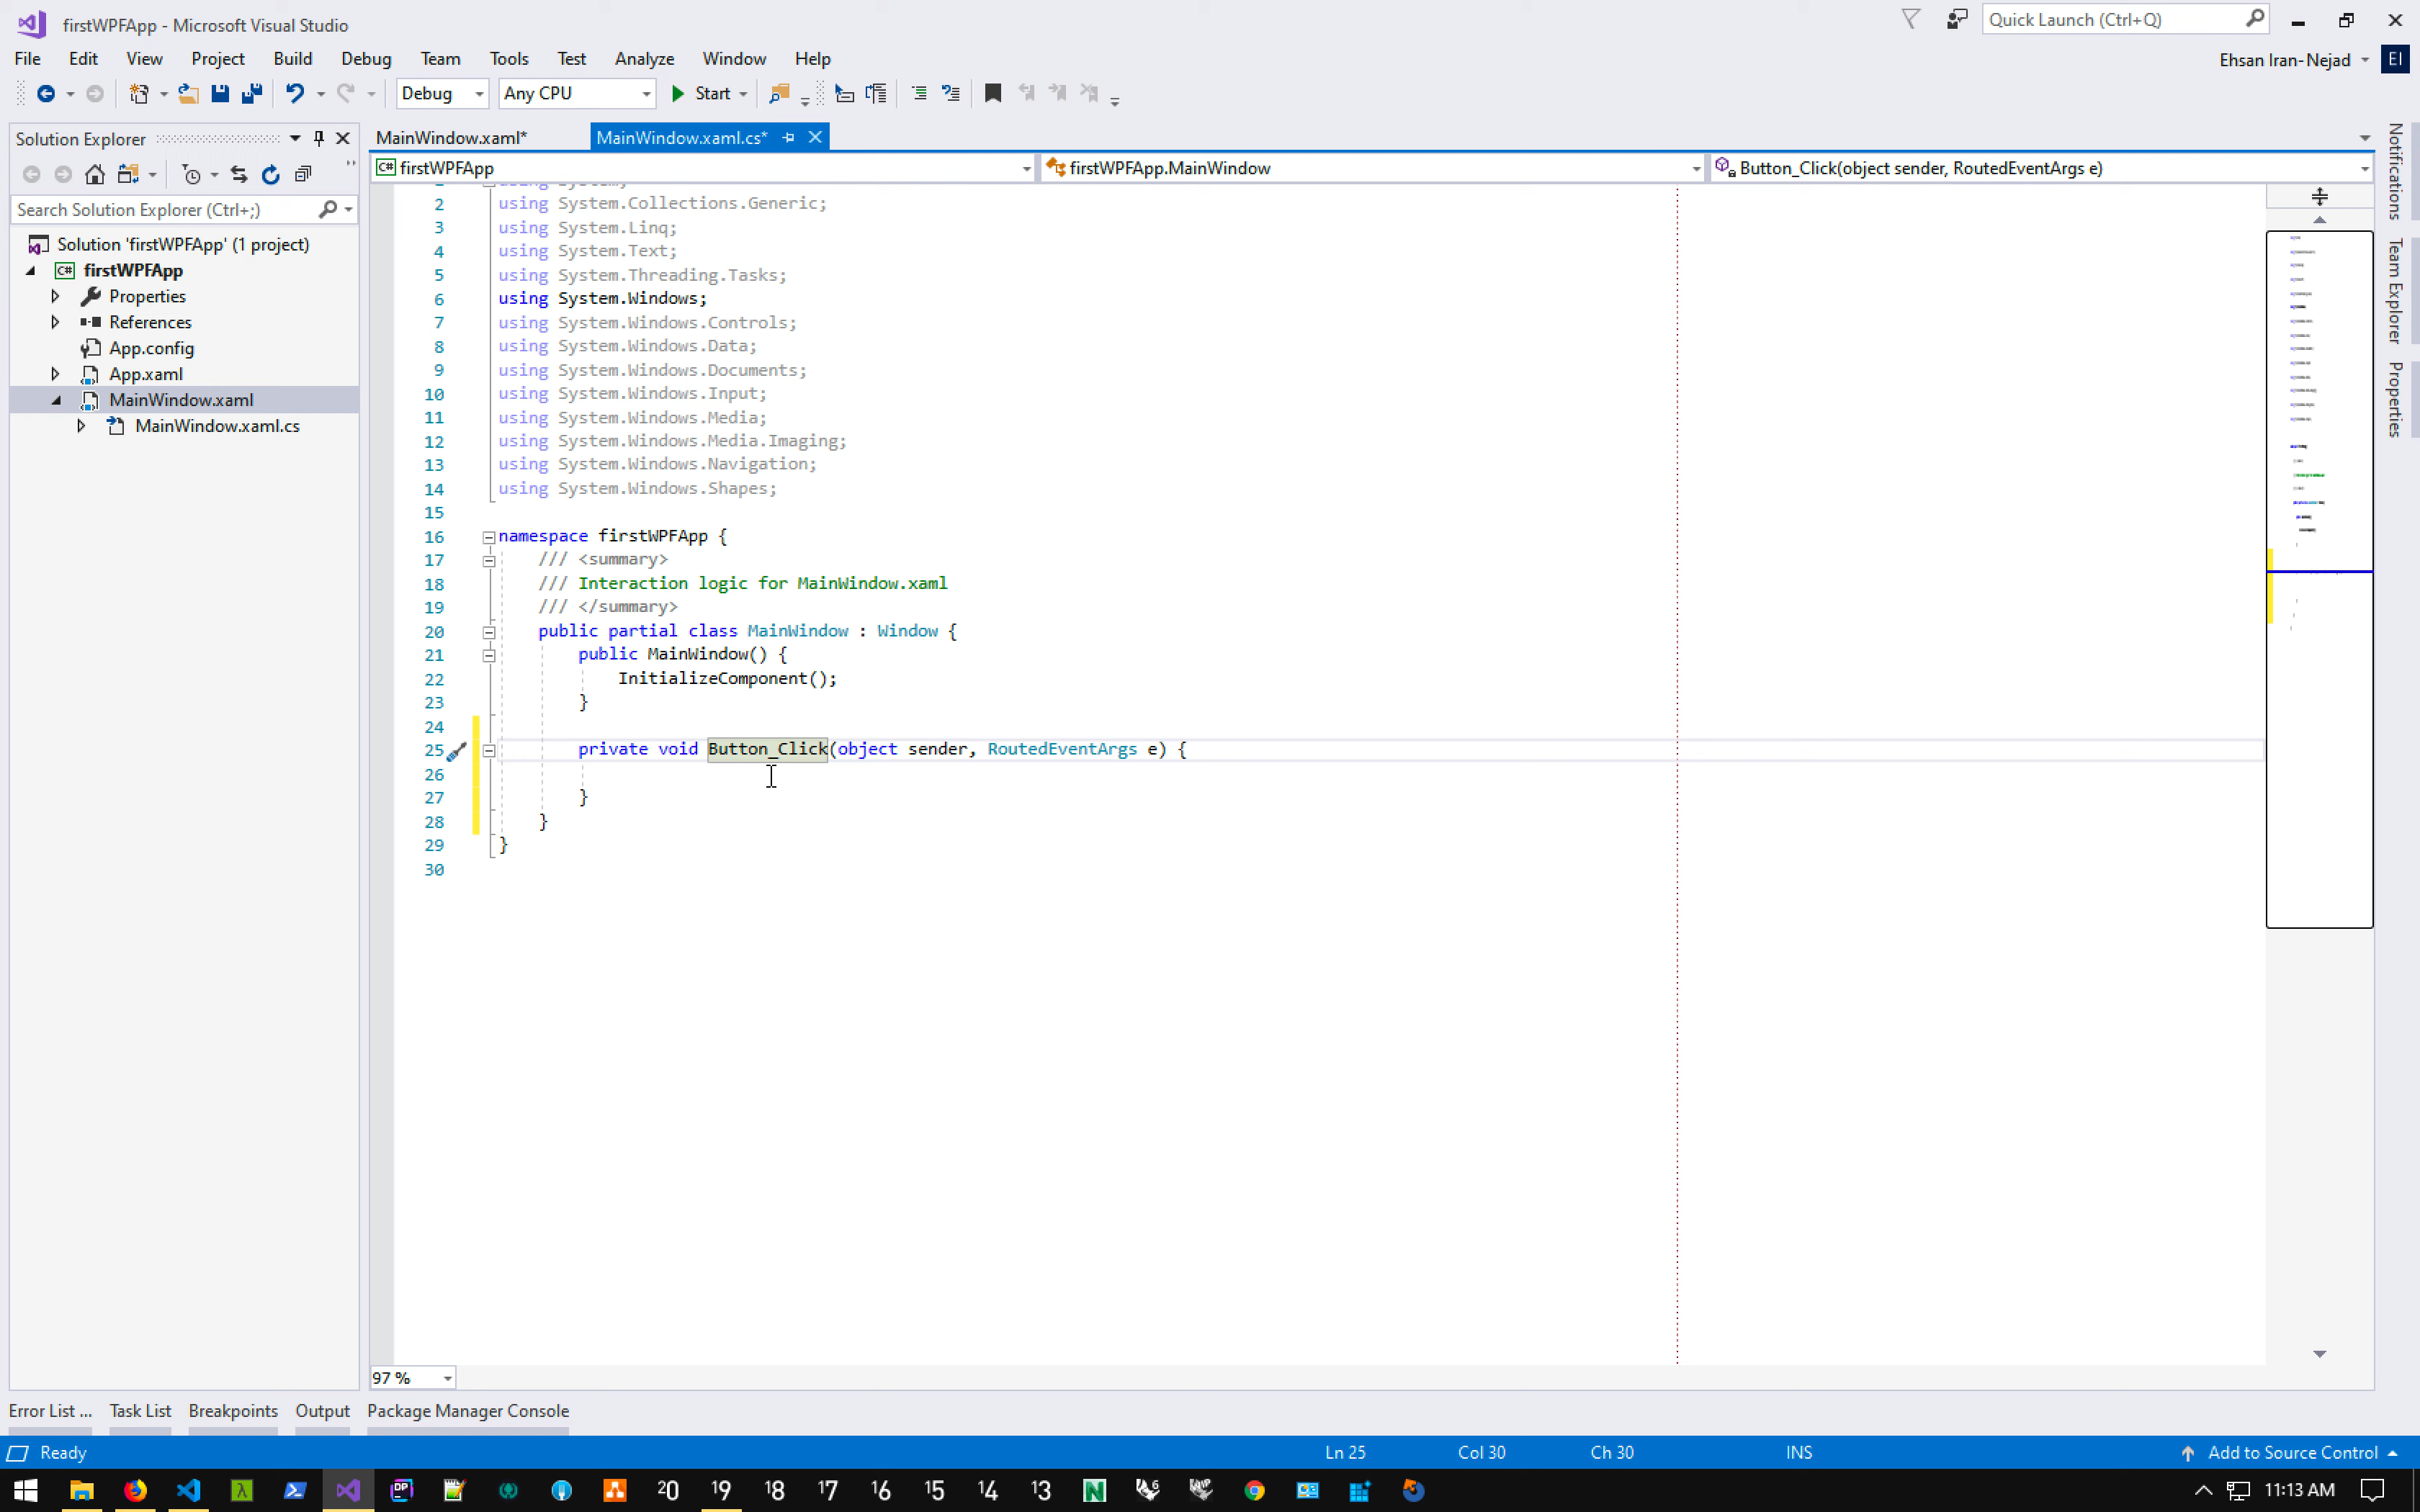 firstWPFApp - Microsoft Visual Studio
Quick Launch (Ctrl+Q)
File Edit View Project Build Debug Team Tools Test Analyze Window Help
Ehsan Iran-Nejad EI
Debug Any CPU Start
Solution Explorer
MainWindow.xaml* MainWindow.xaml.cs*
firstWPFApp firstWPFApp.MainWindow Button_Click(object sender, RoutedEventArgs e)
Search Solution Explorer (Ctrl+;)
Solution 'firstWPFApp' (1 project)
C# firstWPFApp
Properties
References
App.config
App.xaml
MainWindow.xaml
MainWindow.xaml.cs
2 using System.Collections.Generic;
3 using System.Linq;
4 using System.Text;
5 using System.Threading.Tasks;
6 using System.Windows;
7 using System.Windows.Controls;
8 using System.Windows.Data;
9 using System.Windows.Documents;
10 using System.Windows.Input;
11 using System.Windows.Media;
12 using System.Windows.Media.Imaging;
13 using System.Windows.Navigation;
14 using System.Windows.Shapes;
15
16 namespace firstWPFApp {
17 /// <summary>
18 /// Interaction logic for MainWindow.xaml
19 /// </summary>
20 public partial class MainWindow : Window {
21 public MainWindow() {
22 InitializeComponent();
23 }
24
25 private void Button_Click(object sender, RoutedEventArgs e) {
26
27 }
28 }
29 }
30
Notifications
Team Explorer
Properties
97 %
Error List ... Task List Breakpoints Output Package Manager Console
Ready Ln 25 Col 30 Ch 30 INS Add to Source Control
20 19 18 17 16 15 14 13 11:13 AM